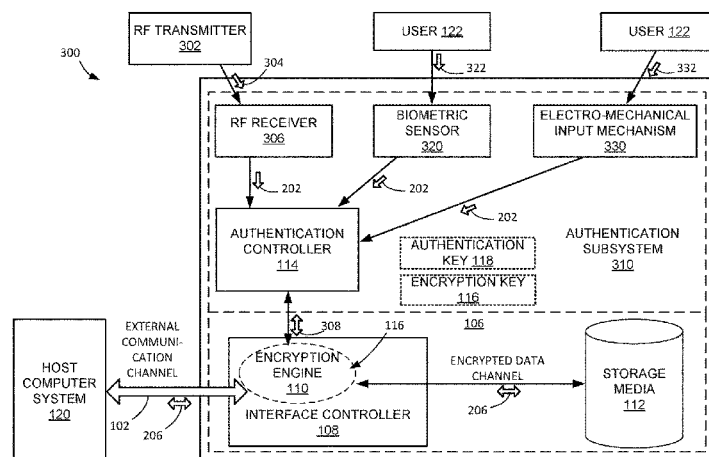 RF TRANSMITTER
302
USER 122
USER 122
300
304
322
332
RF RECEIVER
306
BIOMETRIC
SENSOR
320
ELECTRO-MECHANICAL
INPUT MECHANISM
330
202
202
202
AUTHENTICATION
CONTROLLER
114
AUTHENTICATION
KEY 118
ENCRYPTION KEY
116
AUTHENTICATION
SUBSYSTEM
310
106
308
116
HOST
COMPUTER
SYSTEM
120
EXTERNAL
COMMUNI-
CATION
CHANNEL
102
206
ENCRYPTION
ENGINE
110
INTERFACE CONTROLLER
108
ENCRYPTED DATA
CHANNEL
206
STORAGE
MEDIA
112